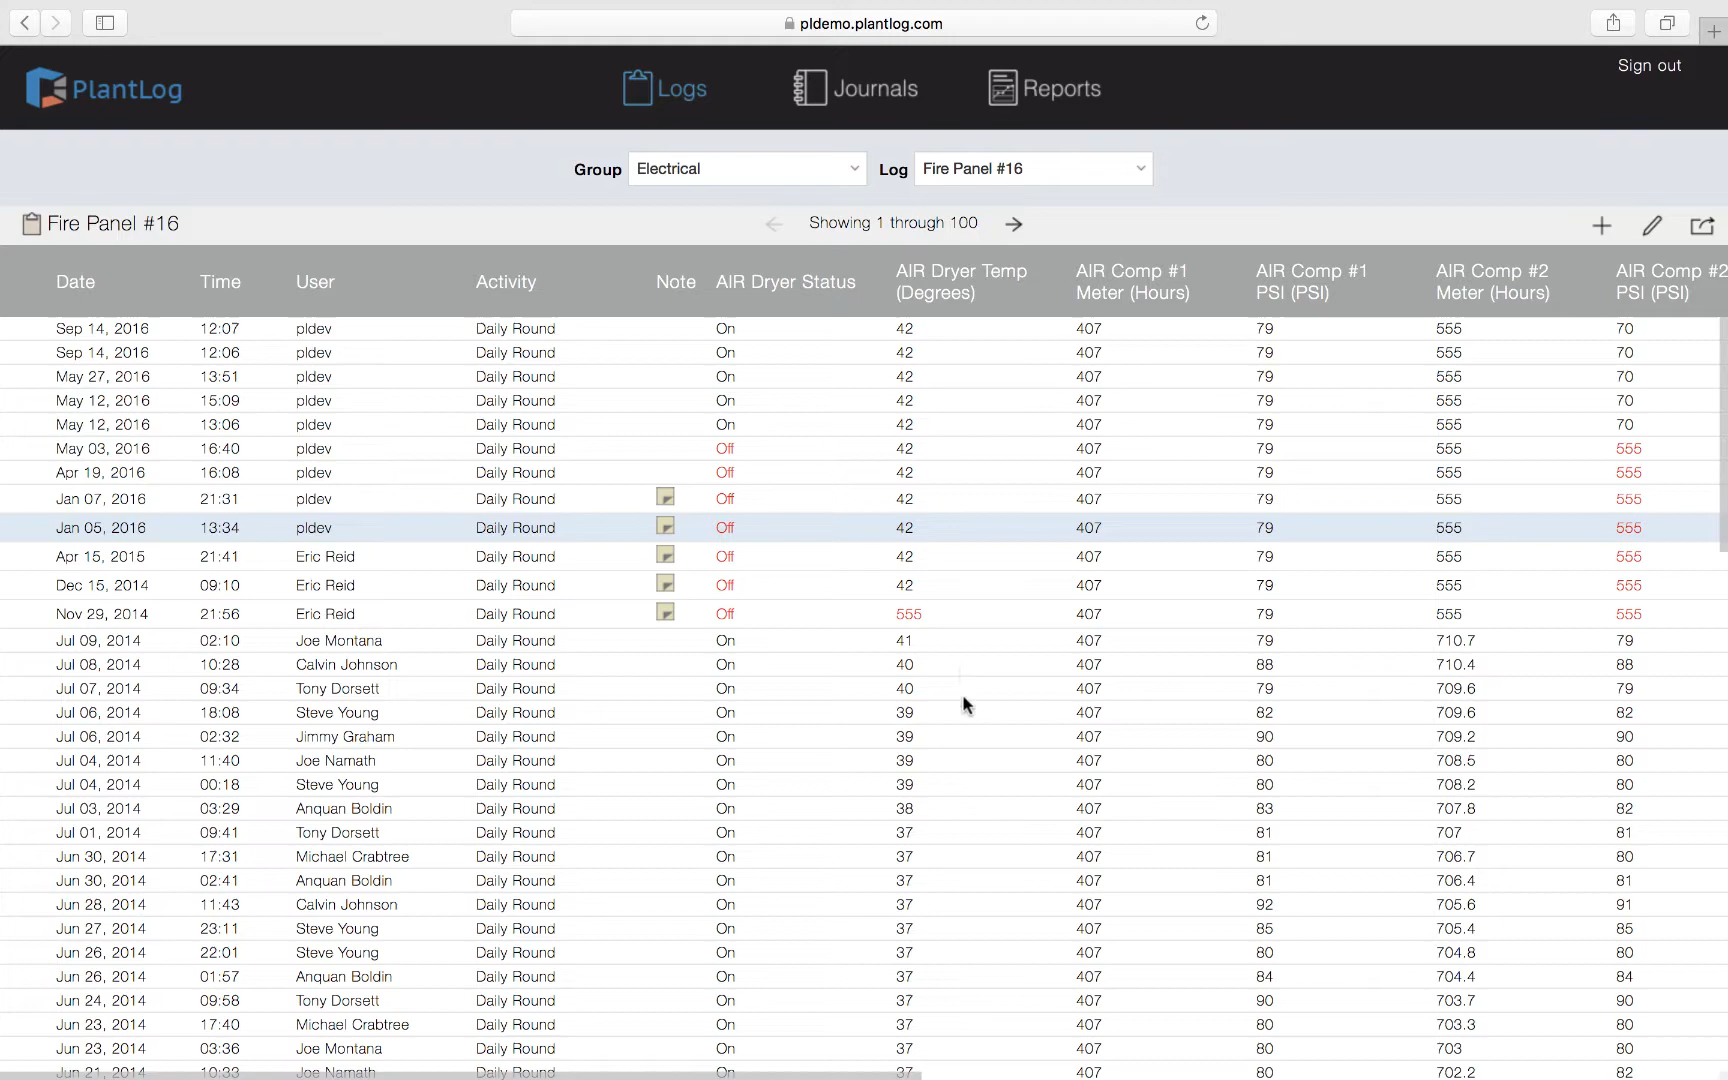 pldemo.plantlog.com
Sign out
PlantLog
Logs Journals Reports
Group Electrical Log Fire Panel #16
Fire Panel #16 Showing 1 through 100
Date Time User Activity Note AIR Dryer Status AIR Dryer Temp (Degrees) AIR Comp #1 Meter (Hours) AIR Comp #1 PSI (PSI) AIR Comp #2 Meter (Hours) AIR Comp #2 PSI (PSI)
Sep 14, 2016 12:07 pldev Daily Round On 42 407 79 555 70
Sep 14, 2016 12:06 pldev Daily Round On 42 407 79 555 70
May 27, 2016 13:51 pldev Daily Round On 42 407 79 555 70
May 12, 2016 15:09 pldev Daily Round On 42 407 79 555 70
May 12, 2016 13:06 pldev Daily Round On 42 407 79 555 70
May 03, 2016 16:40 pldev Daily Round Off 42 407 79 555 555
Apr 19, 2016 16:08 pldev Daily Round Off 42 407 79 555 555
Jan 07, 2016 21:31 pldev Daily Round Off 42 407 79 555 555
Jan 05, 2016 13:34 pldev Daily Round Off 42 407 79 555 555
Apr 15, 2015 21:41 Eric Reid Daily Round Off 42 407 79 555 555
Dec 15, 2014 09:10 Eric Reid Daily Round Off 42 407 79 555 555
Nov 29, 2014 21:56 Eric Reid Daily Round Off 555 407 79 555 555
Jul 09, 2014 02:10 Joe Montana Daily Round On 41 407 79 710.7 79
Jul 08, 2014 10:28 Calvin Johnson Daily Round On 40 407 88 710.4 88
Jul 07, 2014 09:34 Tony Dorsett Daily Round On 40 407 79 709.6 79
Jul 06, 2014 18:08 Steve Young Daily Round On 39 407 82 709.6 82
Jul 06, 2014 02:32 Jimmy Graham Daily Round On 39 407 90 709.2 90
Jul 04, 2014 11:40 Joe Namath Daily Round On 39 407 80 708.5 80
Jul 04, 2014 00:18 Steve Young Daily Round On 39 407 80 708.2 80
Jul 03, 2014 03:29 Anquan Boldin Daily Round On 38 407 83 707.8 82
Jul 01, 2014 09:41 Tony Dorsett Daily Round On 37 407 81 707 81
Jun 30, 2014 17:31 Michael Crabtree Daily Round On 37 407 81 706.7 80
Jun 30, 2014 02:41 Anquan Boldin Daily Round On 37 407 81 706.4 81
Jun 28, 2014 11:43 Calvin Johnson Daily Round On 37 407 92 705.6 91
Jun 27, 2014 23:11 Steve Young Daily Round On 37 407 85 705.4 85
Jun 26, 2014 22:01 Steve Young Daily Round On 37 407 80 704.8 80
Jun 26, 2014 01:57 Anquan Boldin Daily Round On 37 407 84 704.4 84
Jun 24, 2014 09:58 Tony Dorsett Daily Round On 37 407 90 703.7 90
Jun 23, 2014 17:40 Michael Crabtree Daily Round On 37 407 80 703.3 80
Jun 23, 2014 03:36 Joe Montana Daily Round On 37 407 80 703 80
Jun 21, 2014 10:33 Joe Namath Daily Round On 37 407 80 702.2 82